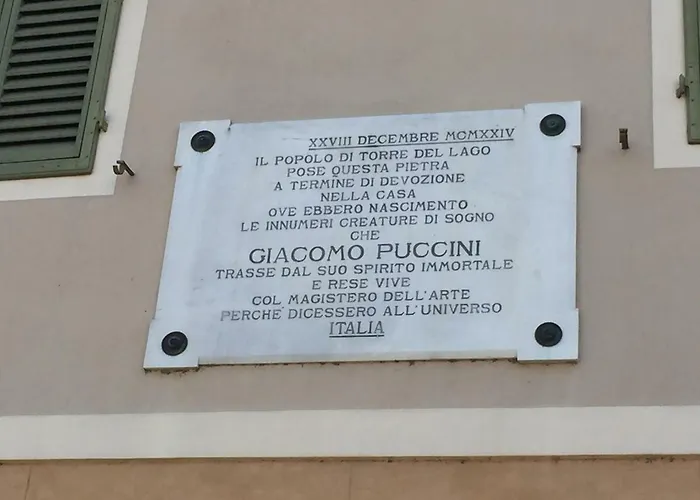 XXVIII DECEMBRE MCMXXIV
IL POPOLO DI TORRE DEL LAGO
POSE QUESTA PIETRA
A TERMINE DI DEVOZIONE
NELLA CASA
OVE EBBERO NASCIMENTO
LE INNUMERI CREATURE DI SOGNO
CHE
GIACOMO PUCCINI
TRASSE DAL SUO SPIRITO IMMORTALE
E RESE VIVE
COL MAGISTERO DELL'ARTE
PERCHÈ DICESSERO ALL'UNIVERSO
ITALIA